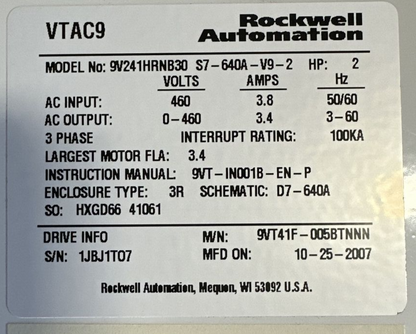 VTAC9 Rockwell Automation
MODEL No: 9V241HRNB30 S7-640A-V9-2 HP: 2
VOLTS AMPS Hz
AC INPUT: 460 3.8 50/60
AC OUTPUT: 0-460 3.4 3-60
3 PHASE INTERRUPT RATING: 100KA
LARGEST MOTOR FLA: 3.4
INSTRUCTION MANUAL: 9VT-IN001B-EN-P
ENCLOSURE TYPE: 3R SCHEMATIC: D7-640A
SO: HXGD66 41061
DRIVE INFO M/N: 9VT41F-005BTNNN
S/N: 1JBJ1T07 MFD ON: 10-25-2007
Rockwell Automation, Mequon, WI 53092 U.S.A.